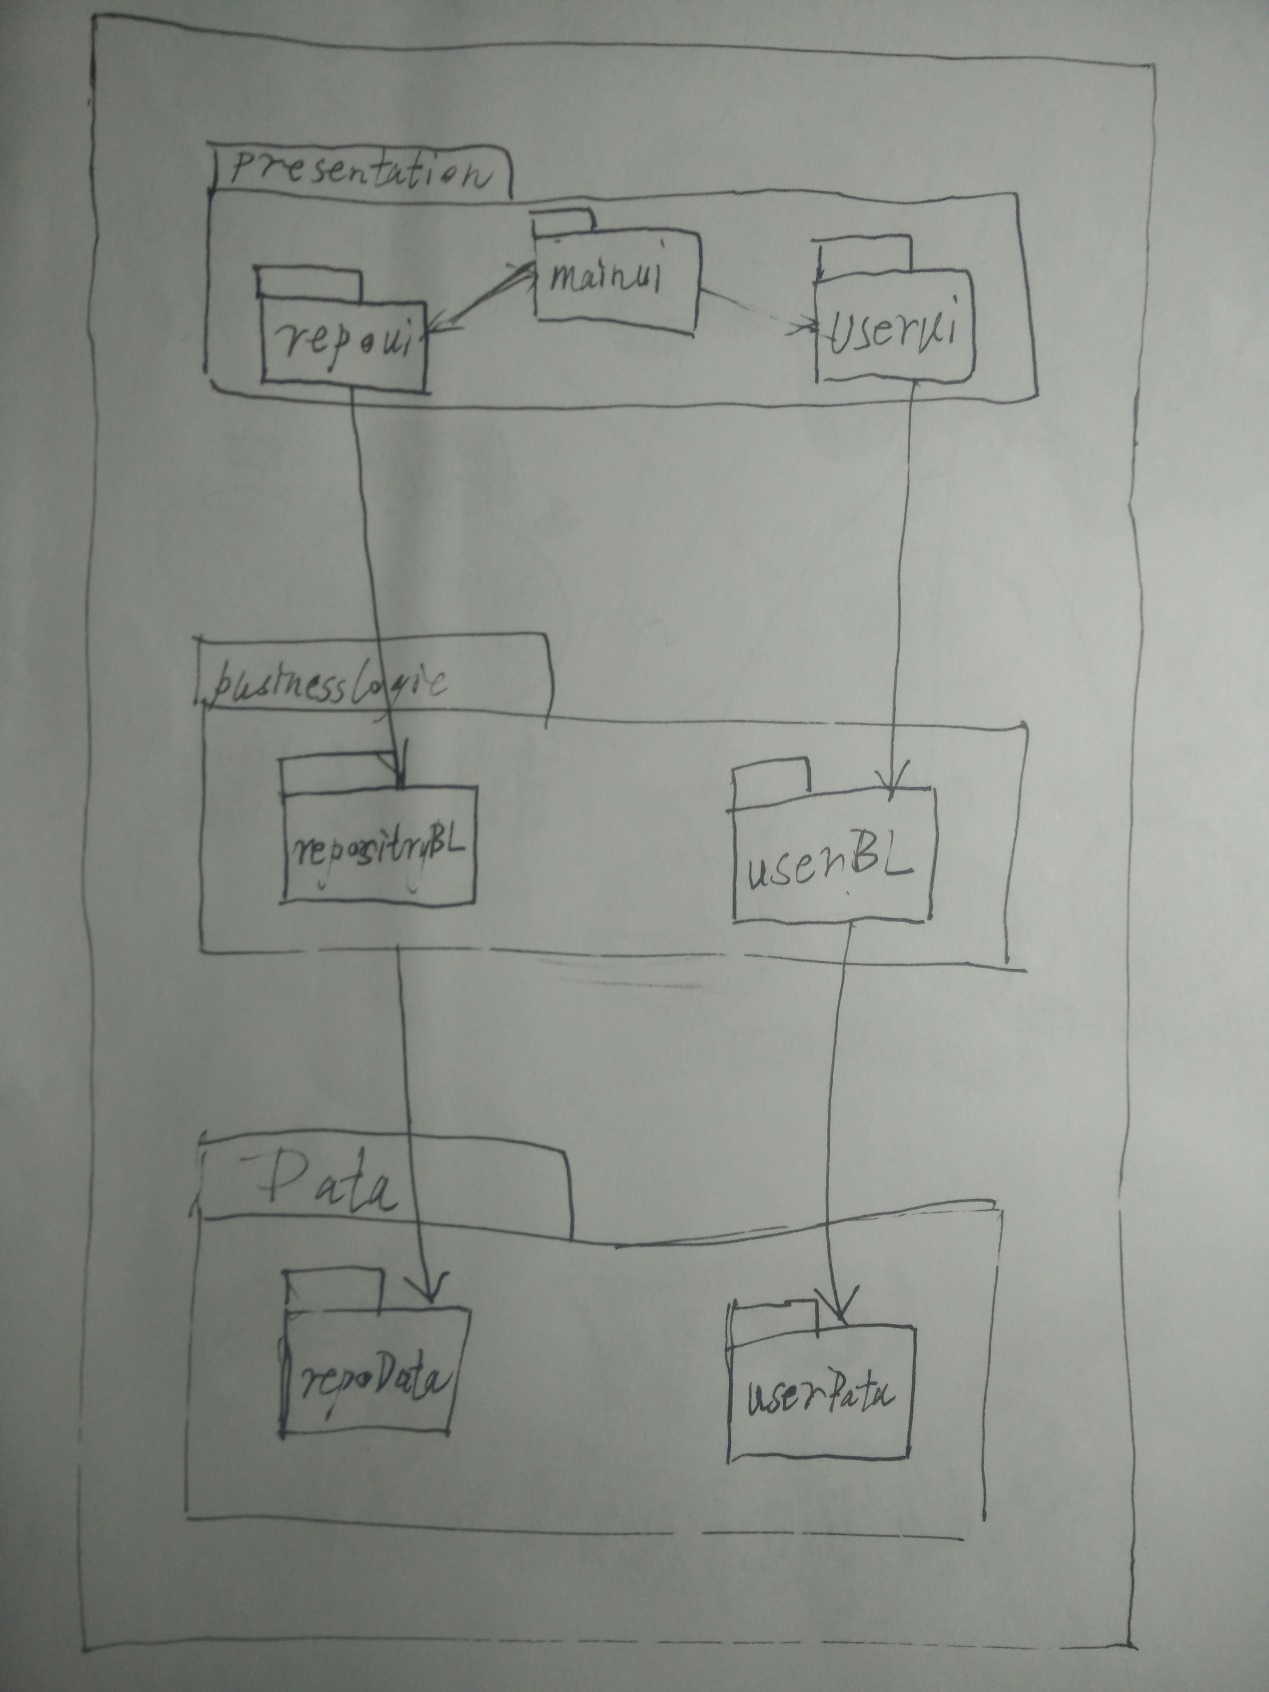 Presentation
mainui
repoui
userui
businessLogic
repositryBL
userBL
Data
repoData
userData